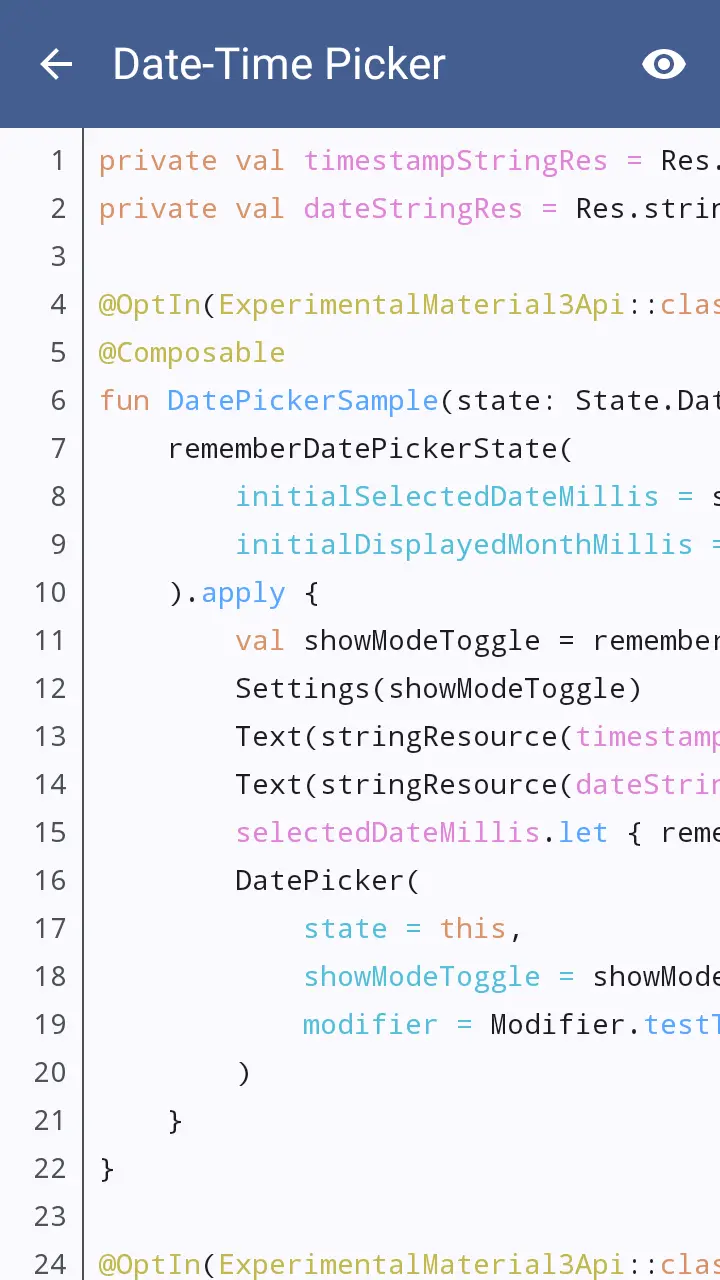 Date-Time Picker
1 private val timestampStringRes = Res.
2 private val dateStringRes = Res.strin
3
4 @OptIn(ExperimentalMaterial3Api::clas
5 @Composable
6 fun DatePickerSample(state: State.Dat
7 rememberDatePickerState(
8 initialSelectedDateMillis = s
9 initialDisplayedMonthMillis =
10 ).apply {
11 val showModeToggle = remember
12 Settings(showModeToggle)
13 Text(stringResource(timestamp
14 Text(stringResource(dateStrin
15 selectedDateMillis.let { reme
16 DatePicker(
17 state = this,
18 showModeToggle = showMode
19 modifier = Modifier.testT
20 )
21 }
22 }
23
24 @OptIn(ExperimentalMaterial3Api::clas